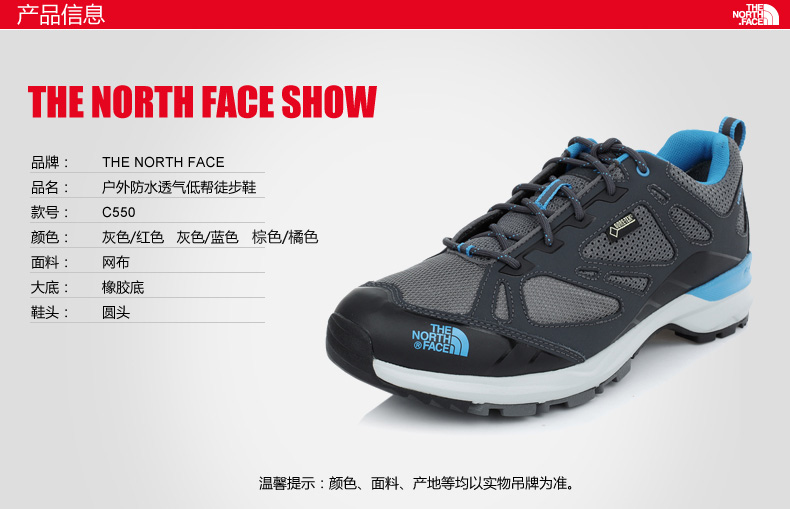 产品信息
THE
NORTH
FACE
THE NORTH FACE SHOW
品牌： THE NORTH FACE
品名： 户外防水透气低帮徒步鞋
款号： C550
颜色： 灰色/红色 灰色/蓝色 棕色/橘色
面料： 网布
大底： 橡胶底
鞋头： 圆头
GORE-TEX
THE
NORTH
®FACE
温馨提示：颜色、面料、产地等均以实物吊牌为准。